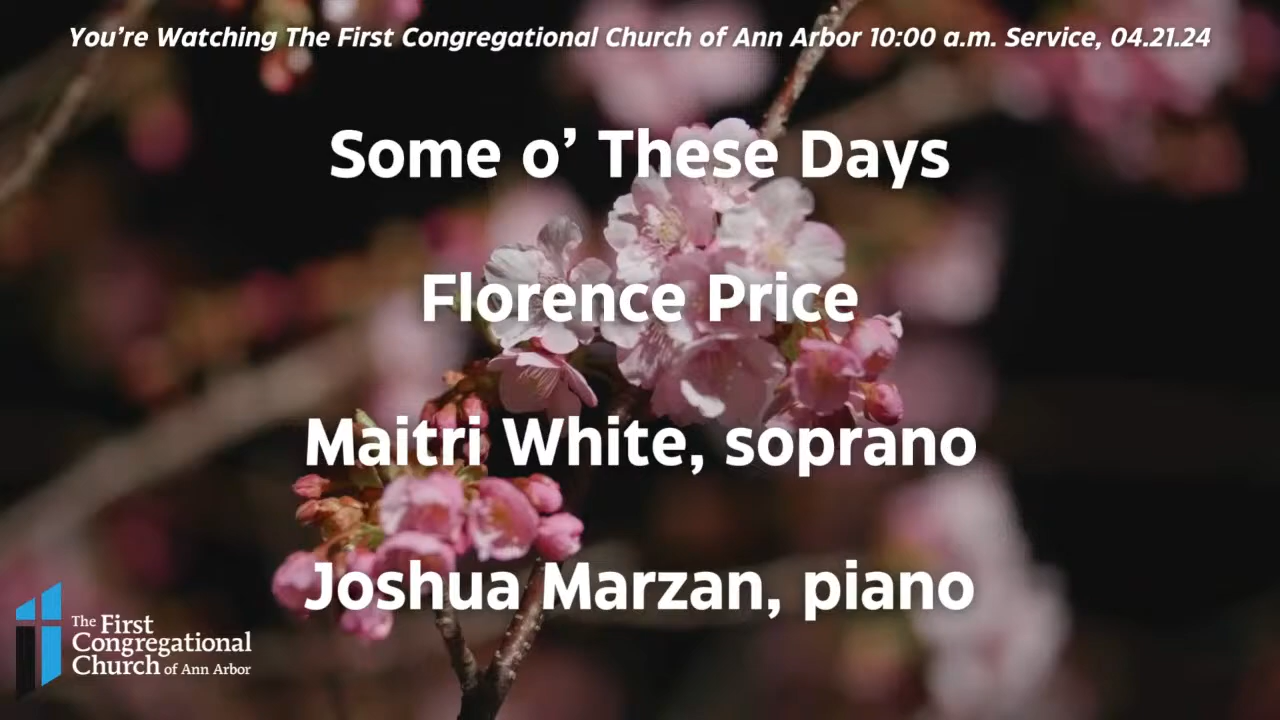 You're Watching The First Congregational Church of Ann Arbor 10:00 a.m. Service, 04.21.24
Some o’ These Days
Florence Price
Maitri White, soprano
Joshua Marzan, piano
The First
Congregational
Church of Ann Arbor